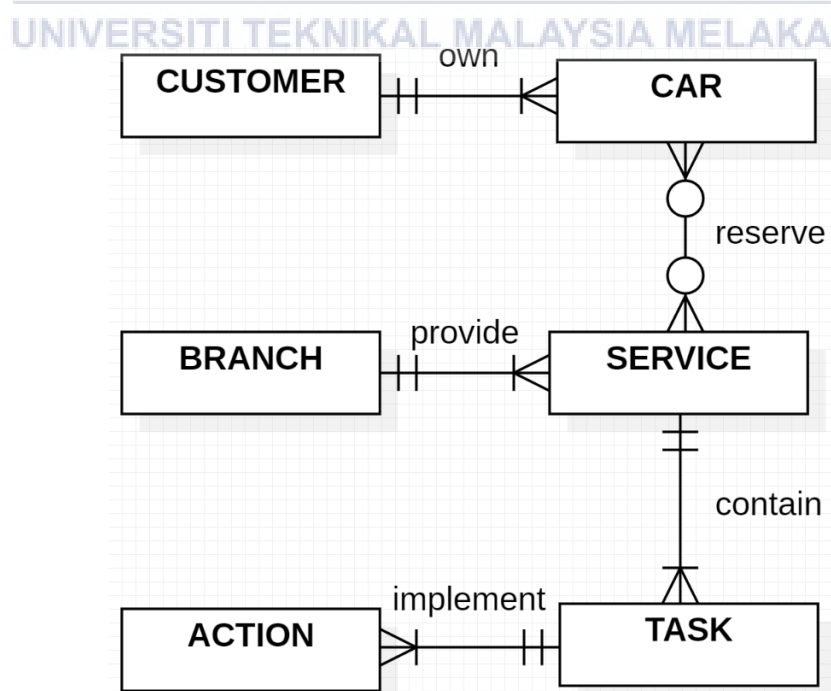 UNIVERSITI TEKNIKAL MALAYSIA MELAKA
own
CUSTOMER
CAR
reserve
provide
BRANCH
SERVICE
contain
implement
ACTION
TASK